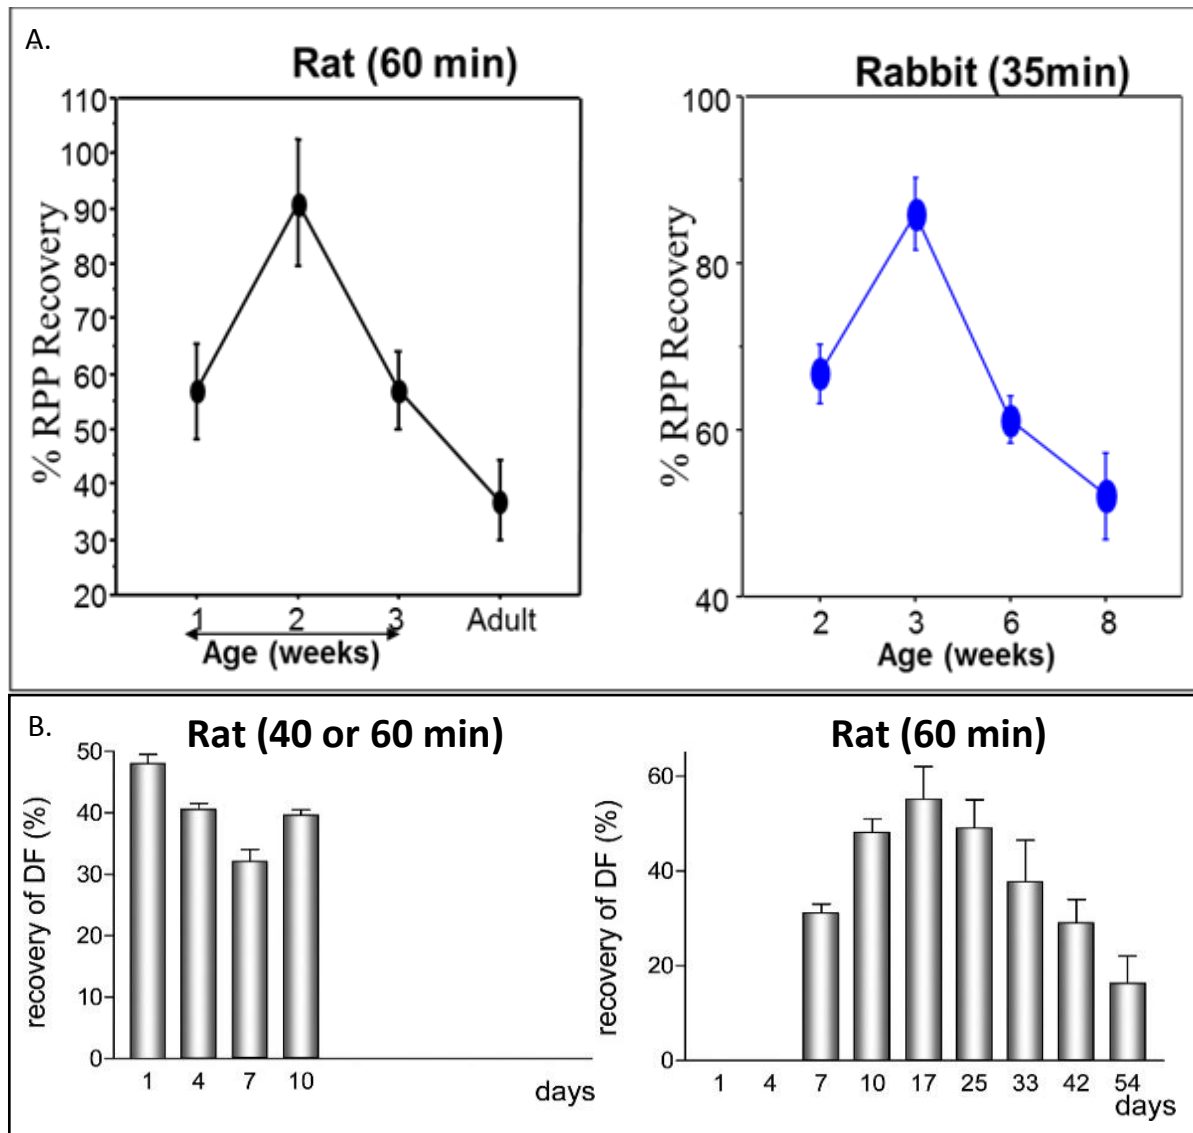 A.
Rat (60 min)
% RPP Recovery
110
100
90
80
70
60
50
40
30
20
1 2 3 Adult
Age (weeks)
Rabbit (35min)
% RPP Recovery
100
80
60
40
2 3 6 8
Age (weeks)
B.
Rat (40 or 60 min)
recovery of DF (%)
50
40
30
20
10
0
1 4 7 10
days
Rat (60 min)
recovery of DF (%)
60
40
20
0
1 4 7 10 17 25 33 42 54
days